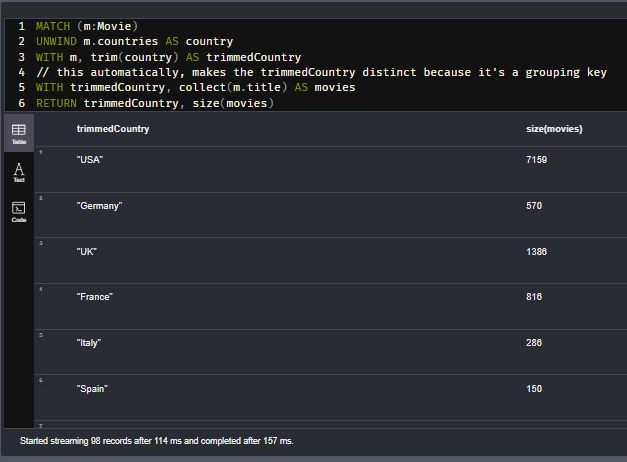 1 MATCH (m:Movie)
2 UNWIND m.countries AS country
3 WITH m, trim(country) AS trimmedCountry
4 // this automatically, makes the trimmedCountry distinct because it's a grouping key
5 WITH trimmedCountry, collect(m.title) AS movies
6 RETURN trimmedCountry, size(movies)
Table
trimmedCountry size(movies)
1
"USA" 7159
A
Text
2
"Germany" 570
Code
3
"UK" 1386
4
"France" 816
5
"Italy" 286
6
"Spain" 150
7
Started streaming 98 records after 114 ms and completed after 157 ms.